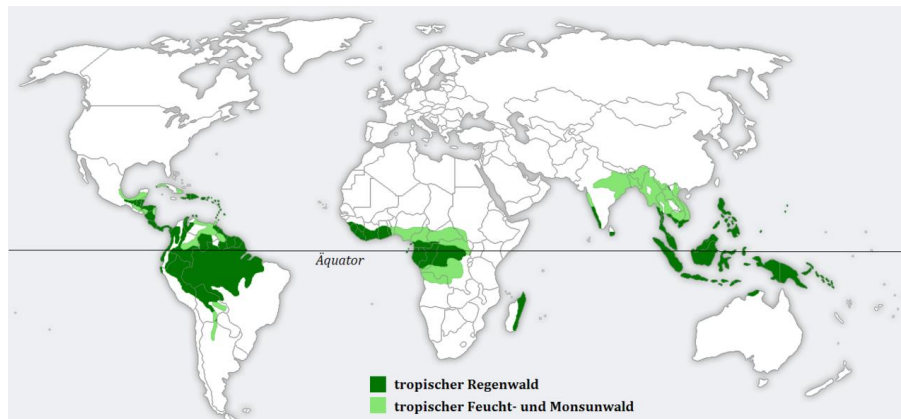 Äquator
tropischer Regenwald
tropischer Feucht- und Monsunwald